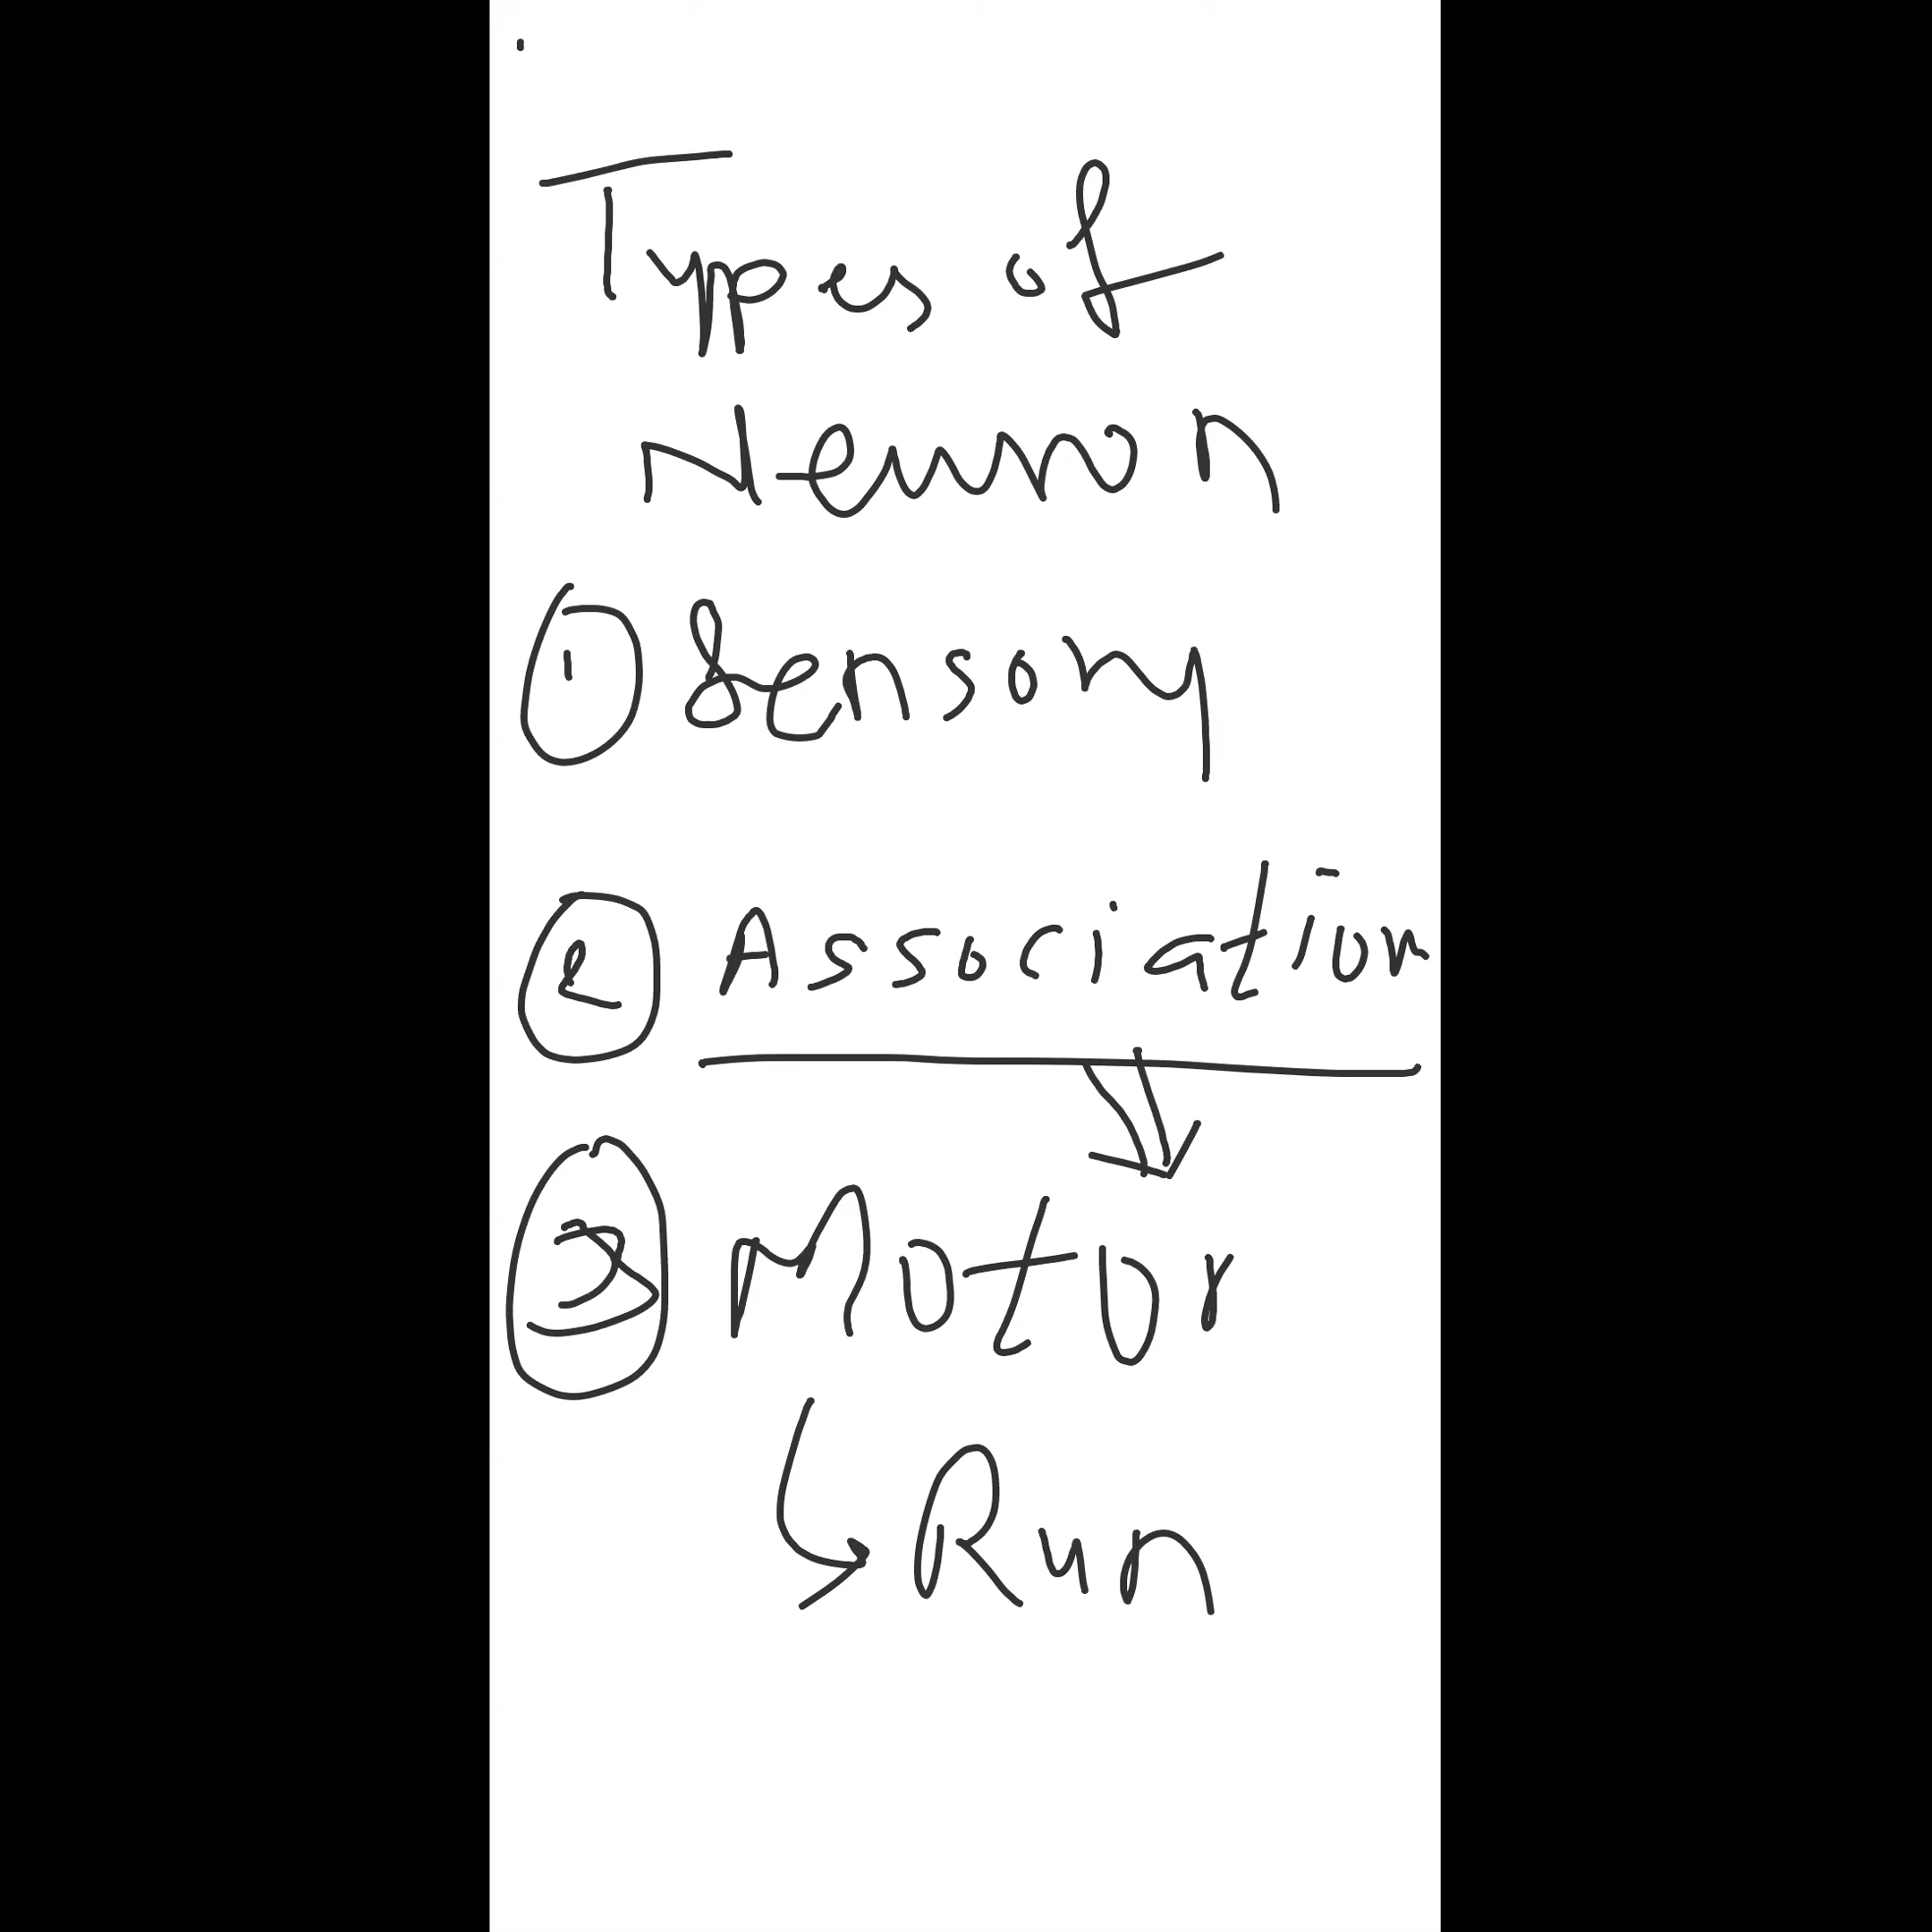 Types of
Neuron
1 Sensory
2 Association
3 Motor
Run